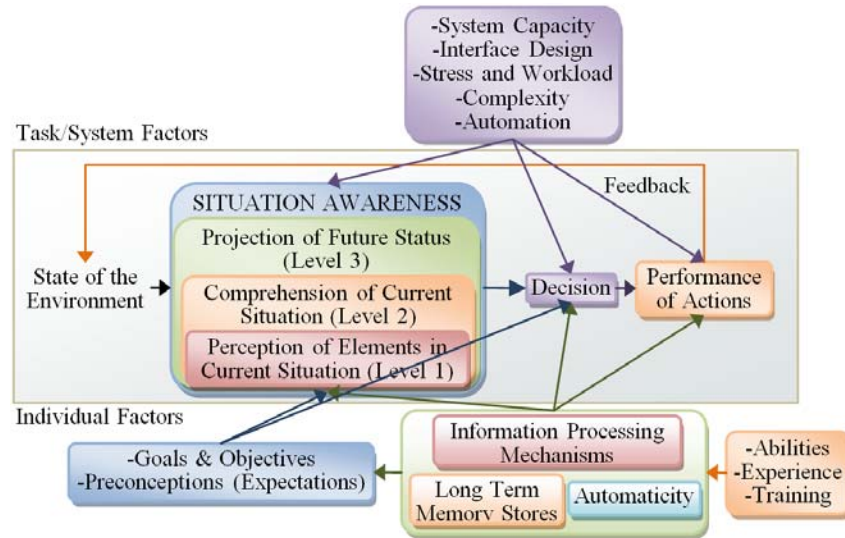 -System Capacity
-Interface Design
-Stress and Workload
-Complexity
-Automation
Task/System Factors
Feedback
SITUATION AWARENESS
Projection of Future Status
(Level 3)
State of the
Environment
Comprehension of Current
Situation (Level 2)
Perception of Elements in
Current Situation (Level 1)
Decision
Performance
of Actions
Individual Factors
-Goals & Objectives
-Preconceptions (Expectations)
Information Processing
Mechanisms
Long Term
Memory Stores
Automaticity
-Abilities
-Experience
-Training